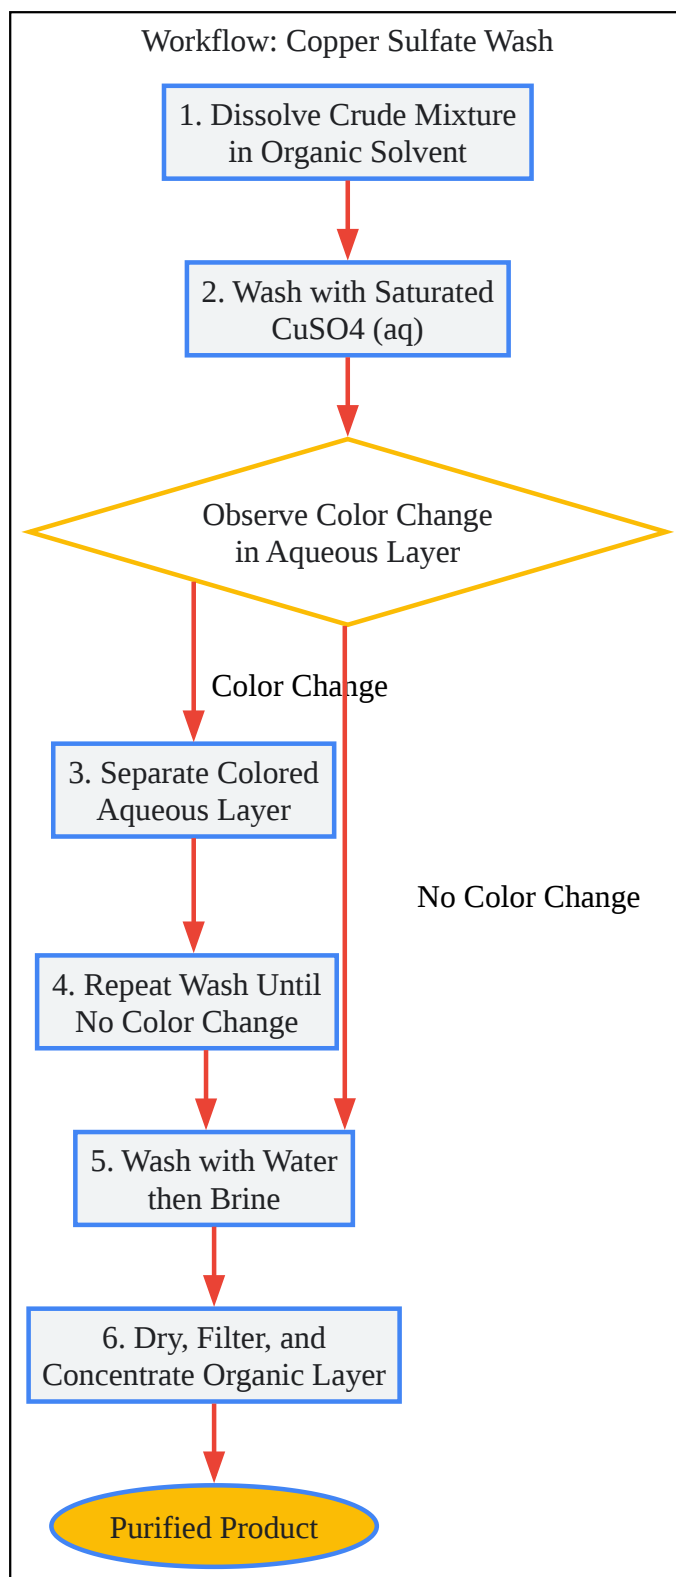 Workflow: Copper Sulfate Wash
1. Dissolve Crude Mixture
in Organic Solvent
2. Wash with Saturated
CuSO4 (aq)
Observe Color Change
in Aqueous Layer
Color Change
3. Separate Colored
Aqueous Layer
No Color Change
4. Repeat Wash Until
No Color Change
5. Wash with Water
then Brine
6. Dry, Filter, and
Concentrate Organic Layer
Purified Product